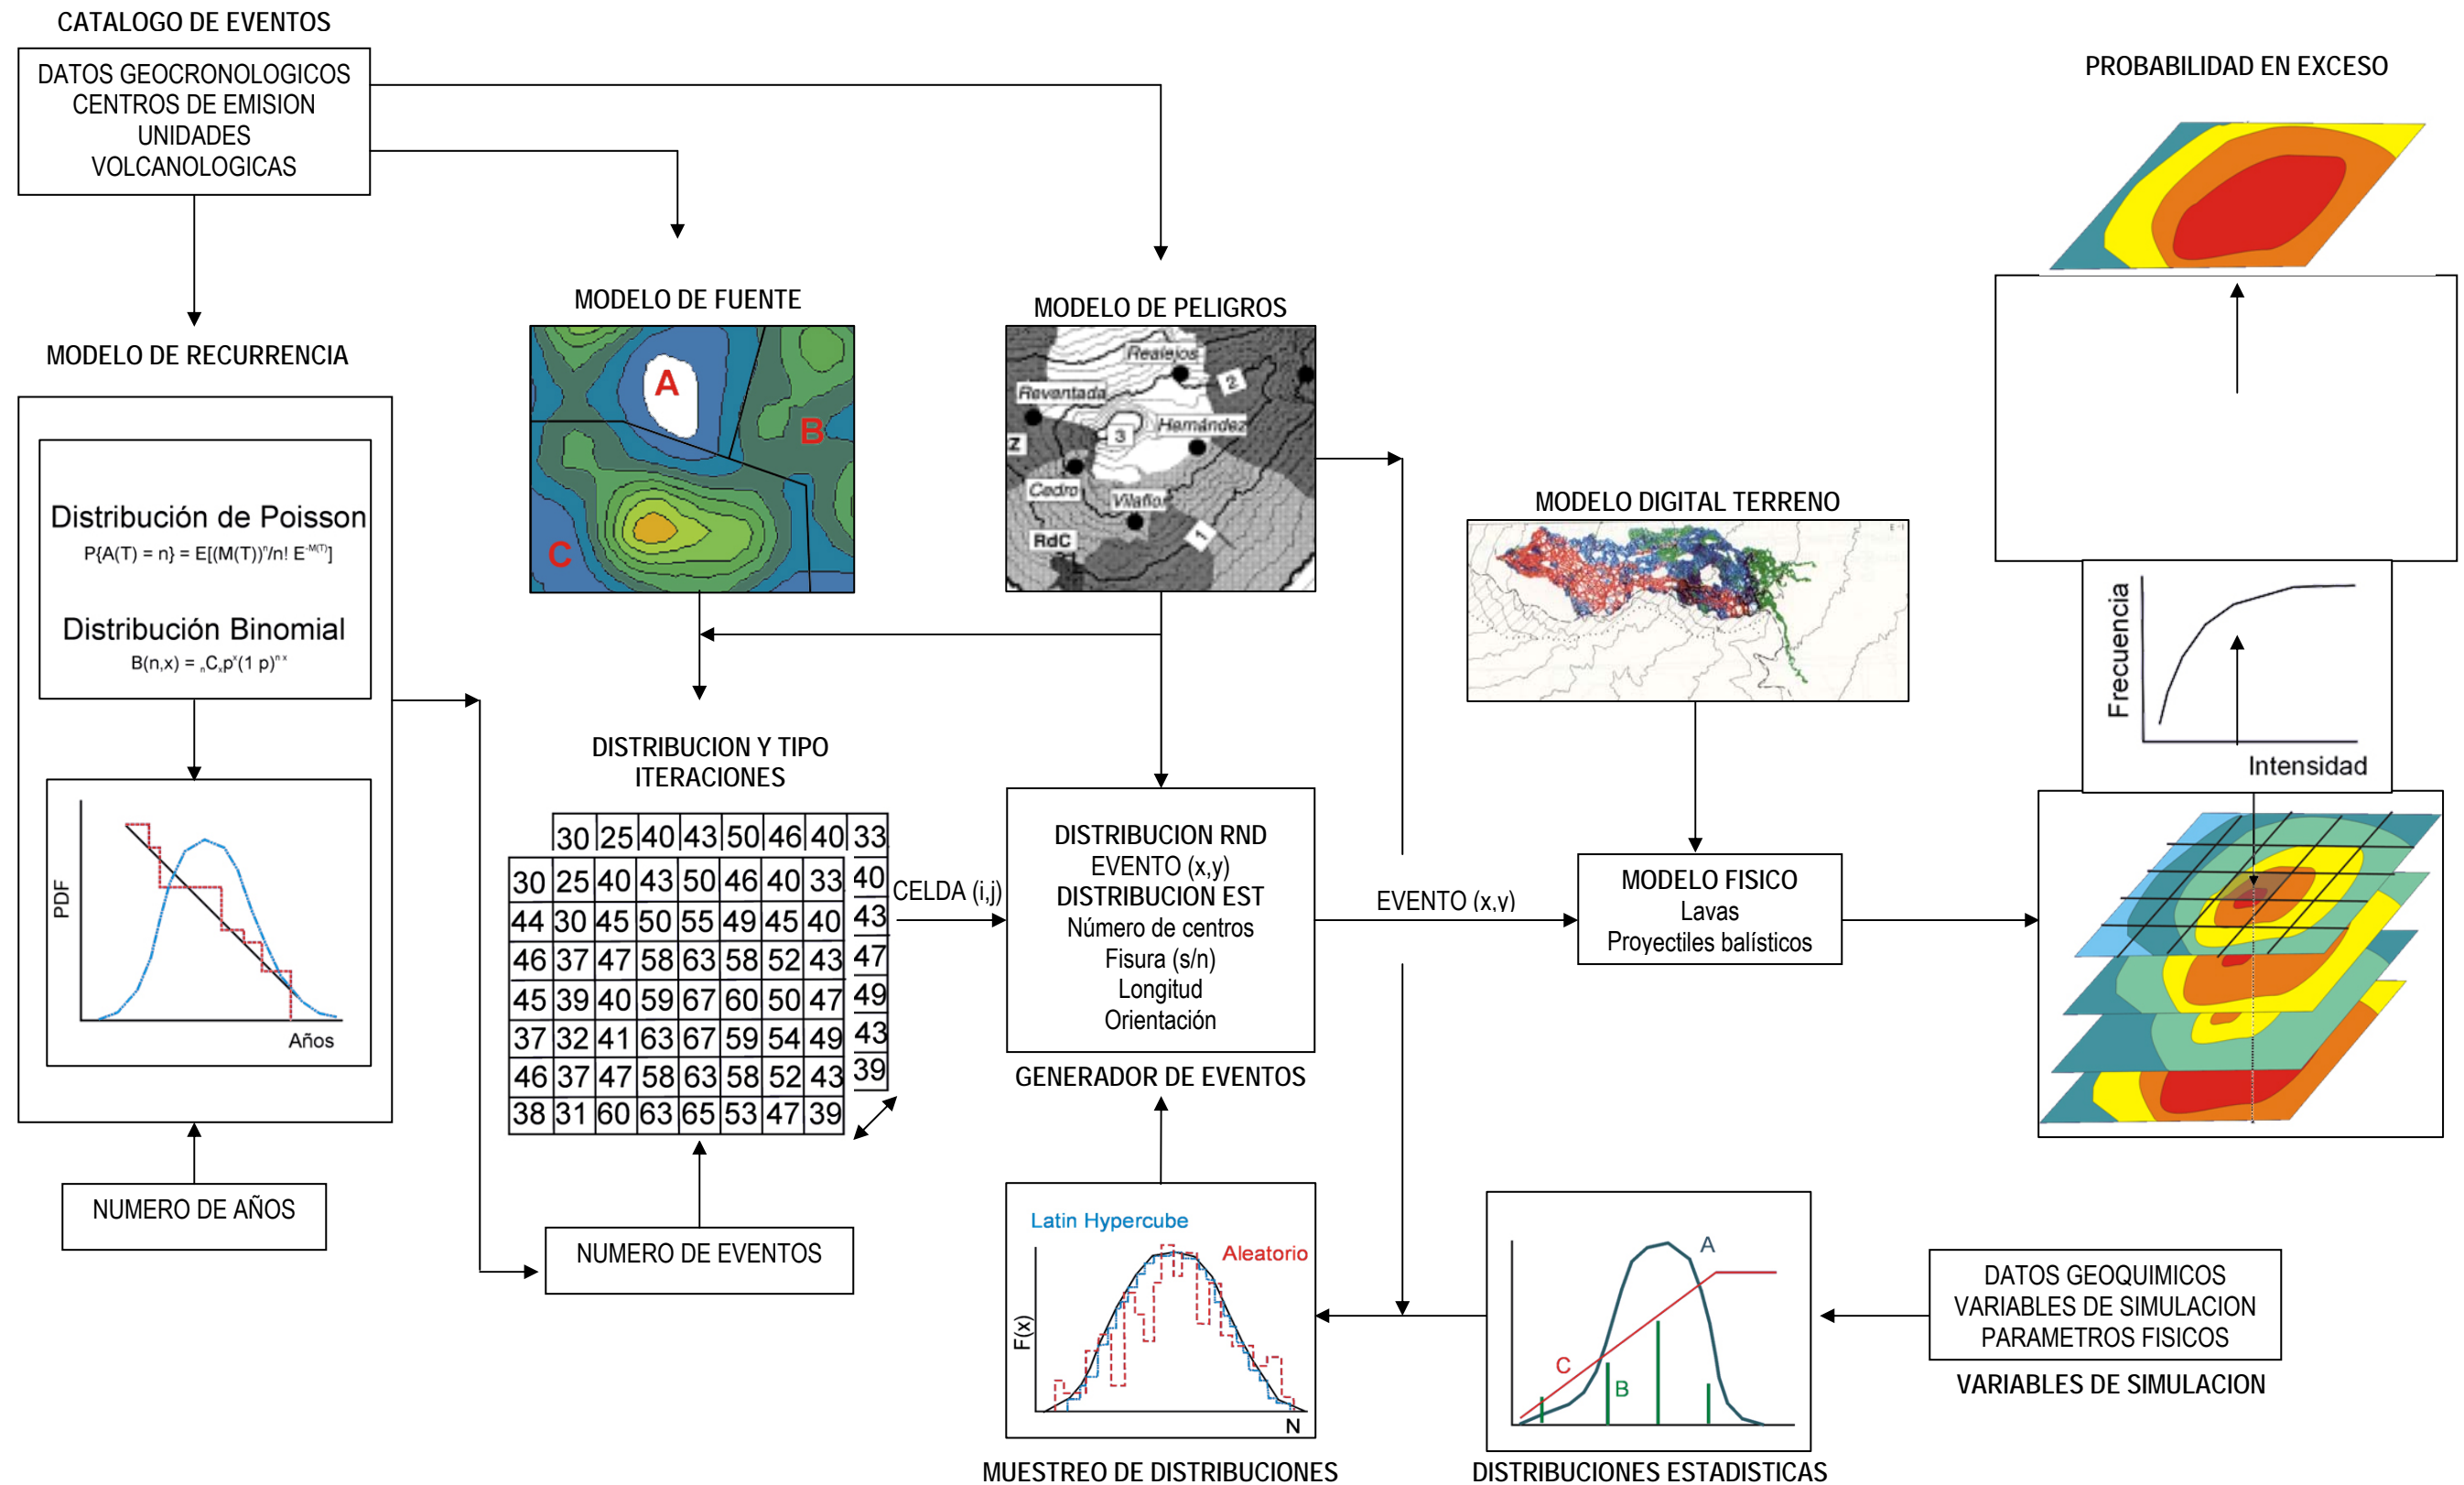 CATALOGO DE EVENTOS
DATOS GEOCRONOLOGICOS
CENTROS DE EMISION
UNIDADES
VOLCANOLOGICAS
PROBABILIDAD EN EXCESO
MODELO DE FUENTE
A
B
C
MODELO DE PELIGROS
Realejos
2
Reventada
3
Hernández
Z
Cedro
Vilaflor
RdC
1
MODELO DE RECURRENCIA
Distribución de Poisson
P{A(T) = n} = E[(M(T))ⁿ/n! E⁻ᴹ⁽ᵀ⁾]
Distribución Binomial
B(n,x) = ₙCₓpˣ(1 p)ⁿ ˣ
PDF
Años
NUMERO DE AÑOS
MODELO DIGITAL TERRENO
E-1
Frecuencia
Intensidad
DISTRIBUCION Y TIPO
ITERACIONES
30 25 40 43 50 46 40 33
40
43
47
49
43
39
30 25 40 43 50 46 40 33
44 30 45 50 55 49 45 40
46 37 47 58 63 58 52 43
45 39 40 59 67 60 50 47
37 32 41 63 67 59 54 49
46 37 47 58 63 58 52 43
38 31 60 63 65 53 47 39
CELDA (i,j)
NUMERO DE EVENTOS
DISTRIBUCION RND
EVENTO (x,y)
DISTRIBUCION EST
Número de centros
Fisura (s/n)
Longitud
Orientación
GENERADOR DE EVENTOS
EVENTO (x,y)
MODELO FISICO
Lavas
Proyectiles balísticos
Latin Hypercube
Aleatorio
F(x)
N
MUESTREO DE DISTRIBUCIONES
A
C
B
DISTRIBUCIONES ESTADISTICAS
DATOS GEOQUIMICOS
VARIABLES DE SIMULACION
PARAMETROS FISICOS
VARIABLES DE SIMULACION